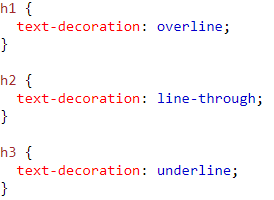 h1 {
  text-decoration: overline;
}

h2 {
  text-decoration: line-through;
}

h3 {
  text-decoration: underline;
}